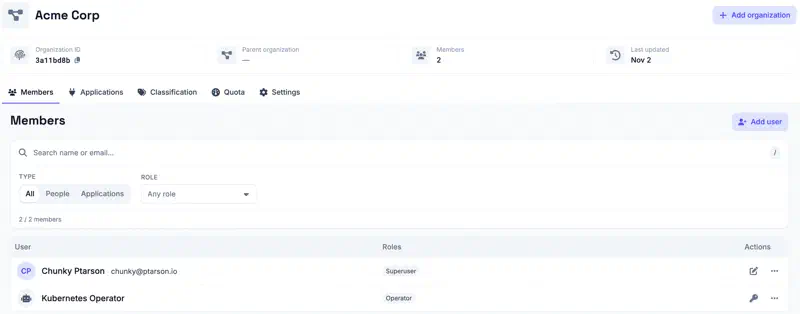 Acme Corp
+ Add organization
Organization ID
3a11bd8b
Parent organization
—
Members
2
Last updated
Nov 2
Members Applications Classification Quota Settings
Members
Add user
Search name or email...
/
TYPE
All People Applications
ROLE
Any role
2 / 2 members
User Roles Actions
CP Chunky Ptarson chunky@ptarson.io Superuser
Kubernetes Operator Operator